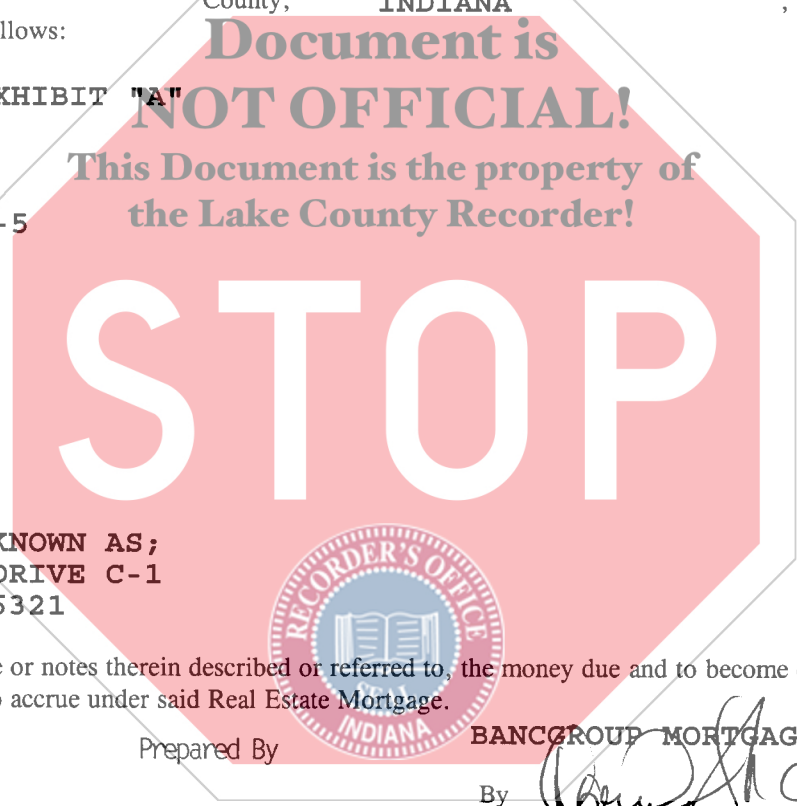 County, INDIANA ,
llows:
Document is
XHIBIT "A"
NOT OFFICIAL!
This Document is the property of
the Lake County Recorder!
-5
STOP
KNOWN AS;
DRIVE C-1
5321
RECORDER'S OFFICE
SEAL
INDIANA
e or notes therein described or referred to, the money due and to become
o accrue under said Real Estate Mortgage.
Prepared By
BANCGROUP MORTGAG
By